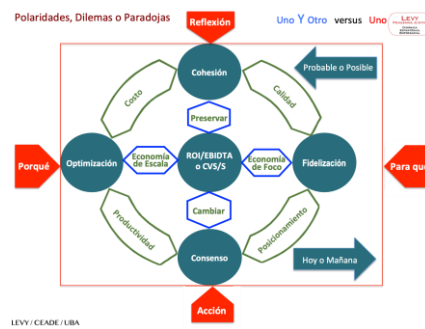 Polaridades, Dilemas o Paradojas
Reflexión
Uno Y Otro versus Uno
LEVY
Cohesión
Probable o Posible
Costo
Calidad
Preservar
Porqué
Optimización
Economía
de Escala
ROI/EBIDTA
o CVS/S
Economía
de Foco
Fidelización
Para qué
Cambiar
Productividad
Posicionamiento
Consenso
Hoy o Mañana
Acción
LEVY / CEADE / UBA